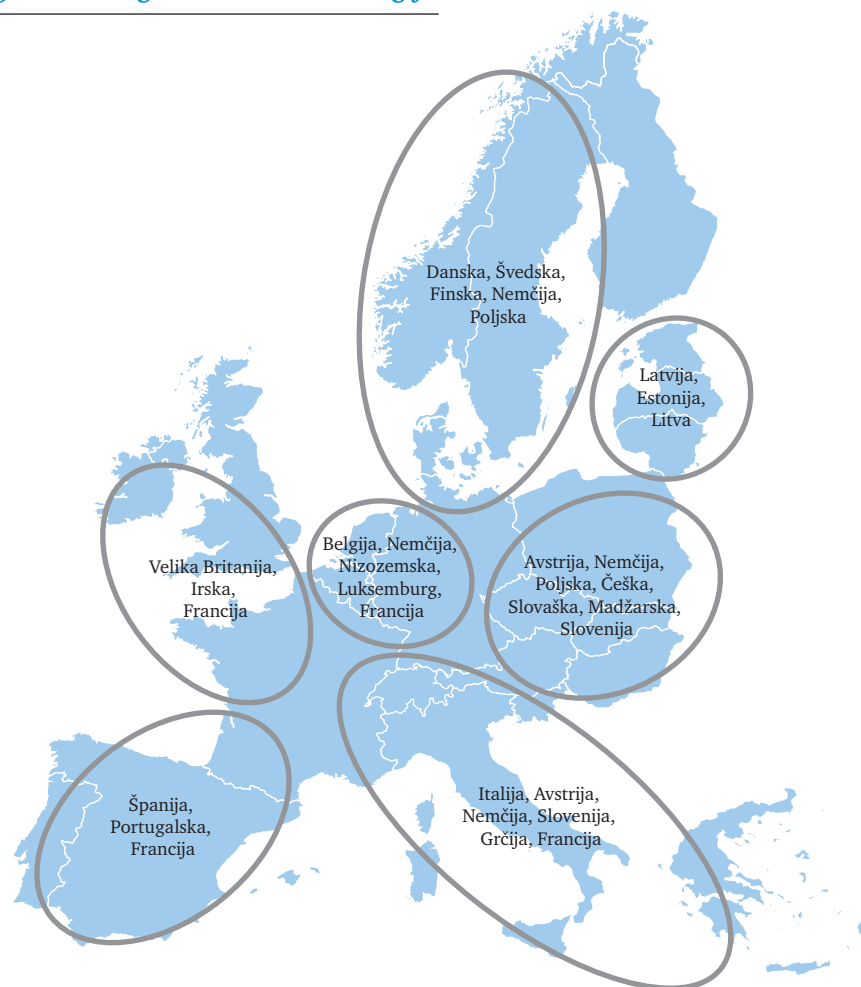 Danska, Švedska,
Finska, Nemčija,
Poljska
Latvija,
Estonija,
Litva
Velika Britanija,
Irska,
Francija
Belgija, Nemčija,
Nizozemska,
Luksemburg,
Francija
Avstrija, Nemčija,
Poljska, Češka,
Slovaška, Madžarska,
Slovenija
Španija,
Portugalska,
Francija
Italija, Avstrija,
Nemčija, Slovenija,
Grčija, Francija